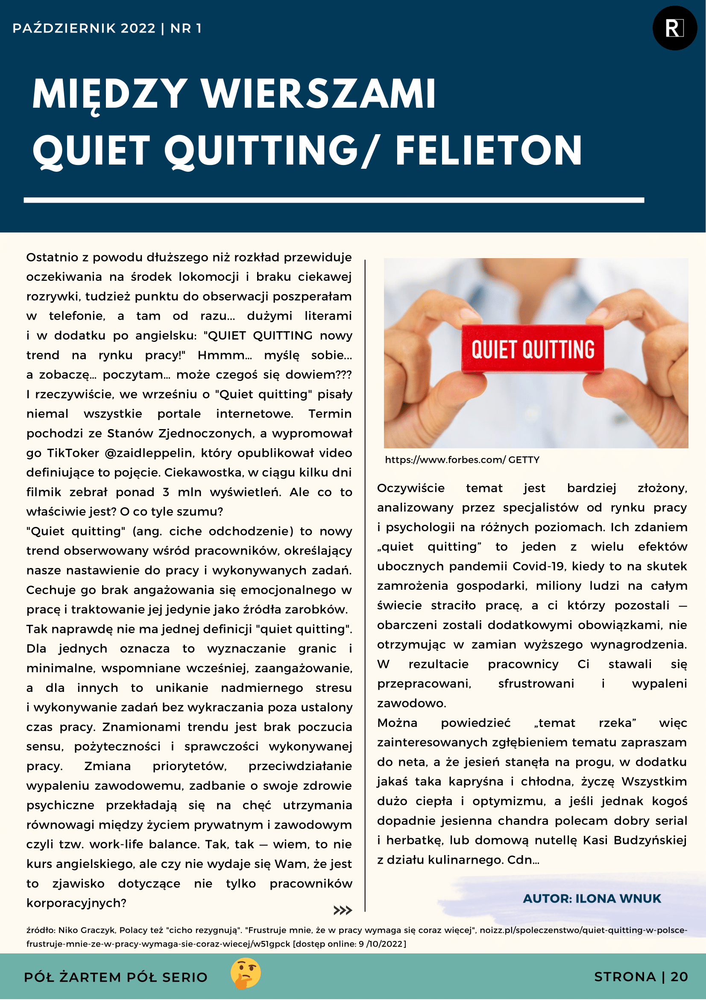 PAŹDZIERNIK 2022 | NR 1
R
MIĘDZY WIERSZAMI
QUIET QUITTING/ FELIETON
Ostatnio z powodu dłuższego niż rozkład przewiduje
oczekiwania na środek lokomocji i braku ciekawej
rozrywki, tudzież punktu do obserwacji poszperałam
w telefonie, a tam od razu... dużymi literami
i w dodatku po angielsku: "QUIET QUITTING nowy
trend na rynku pracy!" Hmmm... myślę sobie...
a zobaczę... poczytam... może czegoś się dowiem???
I rzeczywiście, we wrześniu o "Quiet quitting" pisały
niemal wszystkie portale internetowe. Termin
pochodzi ze Stanów Zjednoczonych, a wypromował
go TikToker @zaidleppelin, który opublikował video
definiujące to pojęcie. Ciekawostka, w ciągu kilku dni
filmik zebrał ponad 3 mln wyświetleń. Ale co to
właściwie jest? O co tyle szumu?
"Quiet quitting" (ang. ciche odchodzenie) to nowy
trend obserwowany wśród pracowników, określający
nasze nastawienie do pracy i wykonywanych zadań.
Cechuje go brak angażowania się emocjonalnego w
pracę i traktowanie jej jedynie jako źródła zarobków.
Tak naprawdę nie ma jednej definicji "quiet quitting".
Dla jednych oznacza to wyznaczanie granic i
minimalne, wspomniane wcześniej, zaangażowanie,
a dla innych to unikanie nadmiernego stresu
i wykonywanie zadań bez wykraczania poza ustalony
czas pracy. Znamionami trendu jest brak poczucia
sensu, pożyteczności i sprawczości wykonywanej
pracy. Zmiana priorytetów, przeciwdziałanie
wypaleniu zawodowemu, zadbanie o swoje zdrowie
psychiczne przekładają się na chęć utrzymania
równowagi między życiem prywatnym i zawodowym
czyli tzw. work-life balance. Tak, tak — wiem, to nie
kurs angielskiego, ale czy nie wydaje się Wam, że jest
to zjawisko dotyczące nie tylko pracowników
korporacyjnych?
>>>
QUIET QUITTING
https://www.forbes.com/ GETTY
Oczywiście temat jest bardziej złożony,
analizowany przez specjalistów od rynku pracy
i psychologii na różnych poziomach. Ich zdaniem
„quiet quitting” to jeden z wielu efektów
ubocznych pandemii Covid-19, kiedy to na skutek
zamrożenia gospodarki, miliony ludzi na całym
świecie straciło pracę, a ci którzy pozostali —
obarczeni zostali dodatkowymi obowiązkami, nie
otrzymując w zamian wyższego wynagrodzenia.
W rezultacie pracownicy Ci stawali się
przepracowani, sfrustrowani i wypaleni
zawodowo.
Można powiedzieć „temat rzeka” więc
zainteresowanych zgłębieniem tematu zapraszam
do neta, a że jesień stanęła na progu, w dodatku
jakaś taka kapryśna i chłodna, życzę Wszystkim
dużo ciepła i optymizmu, a jeśli jednak kogoś
dopadnie jesienna chandra polecam dobry serial
i herbatkę, lub domową nutellę Kasi Budzyńskiej
z działu kulinarnego. Cdn...
AUTOR: ILONA WNUK
źródło: Niko Graczyk, Polacy też "cicho rezygnują". "Frustruje mnie, że w pracy wymaga się coraz więcej", noizz.pl/spoleczenstwo/quiet-quitting-w-polsce-
frustruje-mnie-ze-w-pracy-wymaga-sie-coraz-wiecej/w51gpck [dostęp online: 9 /10/2022]
PÓŁ ŻARTEM PÓŁ SERIO
STRONA | 20